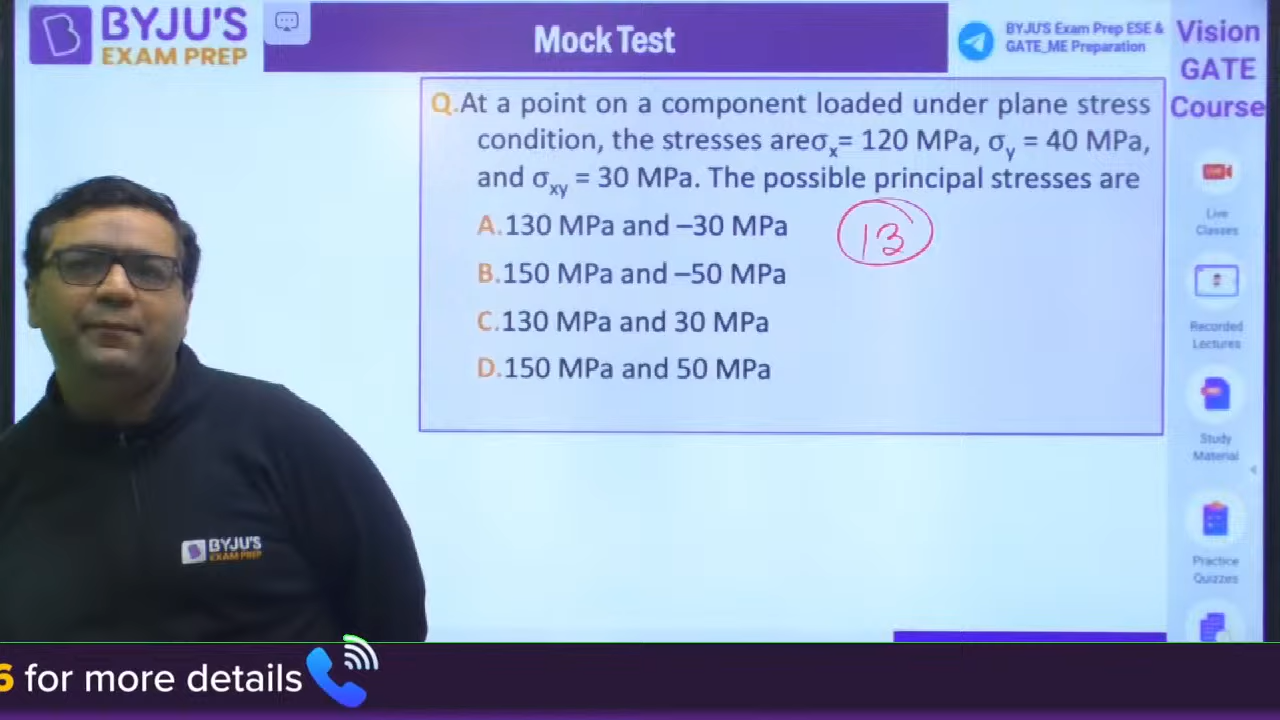 BYJU'S
EXAM PREP
Mock Test
BYJU'S Exam Prep ESE &
GATE_ME Preparation
Vision
GATE
Course
Q.At a point on a component loaded under plane stress
condition, the stresses areσx= 120 MPa, σy = 40 MPa,
and σxy = 30 MPa. The possible principal stresses are
A.130 MPa and –30 MPa
13
B.150 MPa and –50 MPa
C.130 MPa and 30 MPa
D.150 MPa and 50 MPa
Live
Classes
Recorded
Lectures
Study
Material
Practice
Quizzes
BYJU'S
EXAM PREP
6 for more details